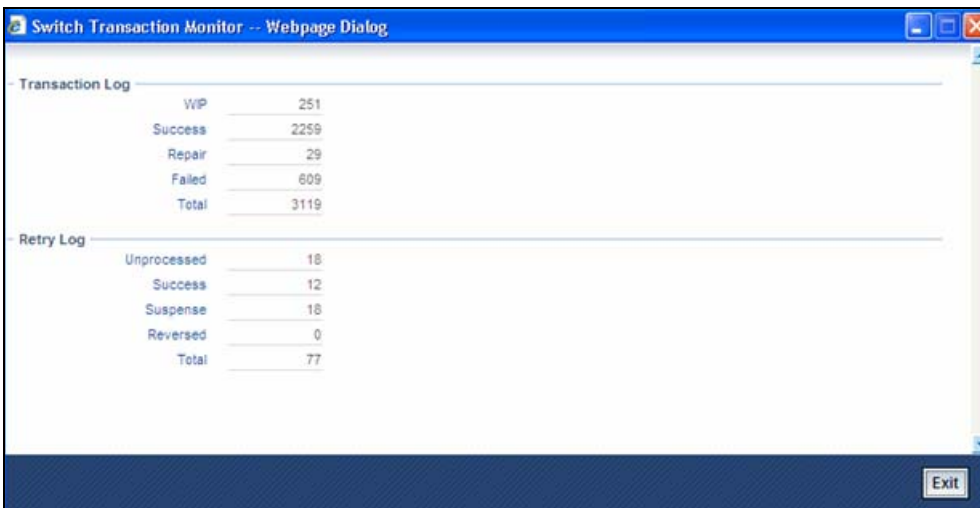 Switch Transaction Monitor -- Webpage Dialog
Transaction Log
WIP 251
Success 2259
Repair 29
Failed 609
Total 3119
Retry Log
Unprocessed 18
Success 12
Suspense 18
Reversed 0
Total 77
Exit